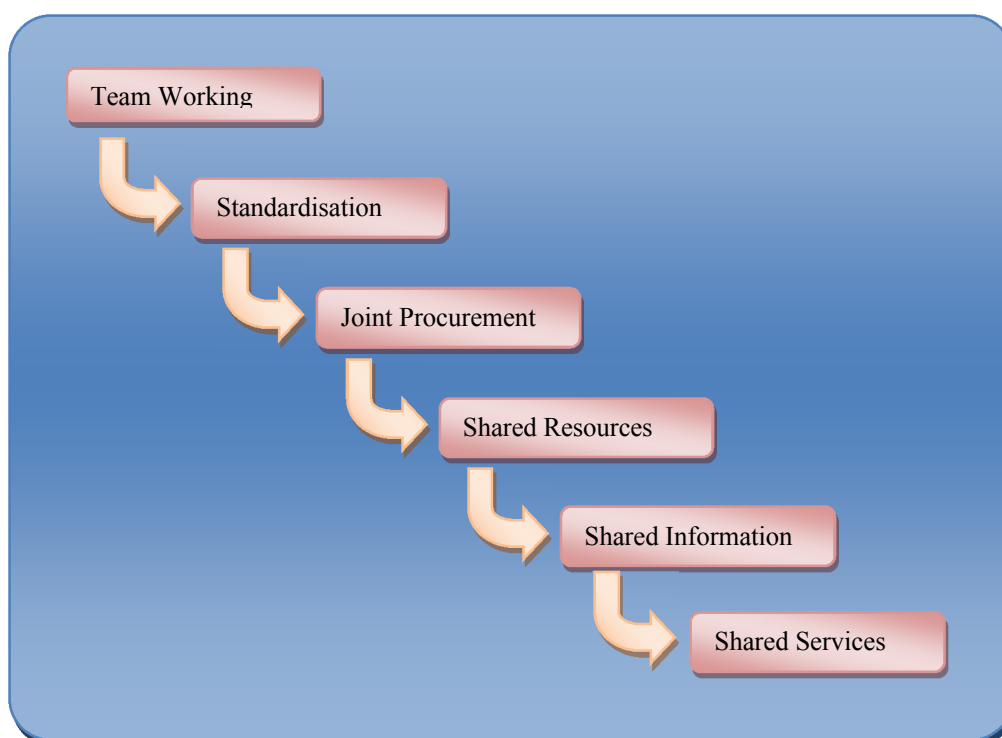 Team Working
Standardisation
Joint Procurement
Shared Resources
Shared Information
Shared Services